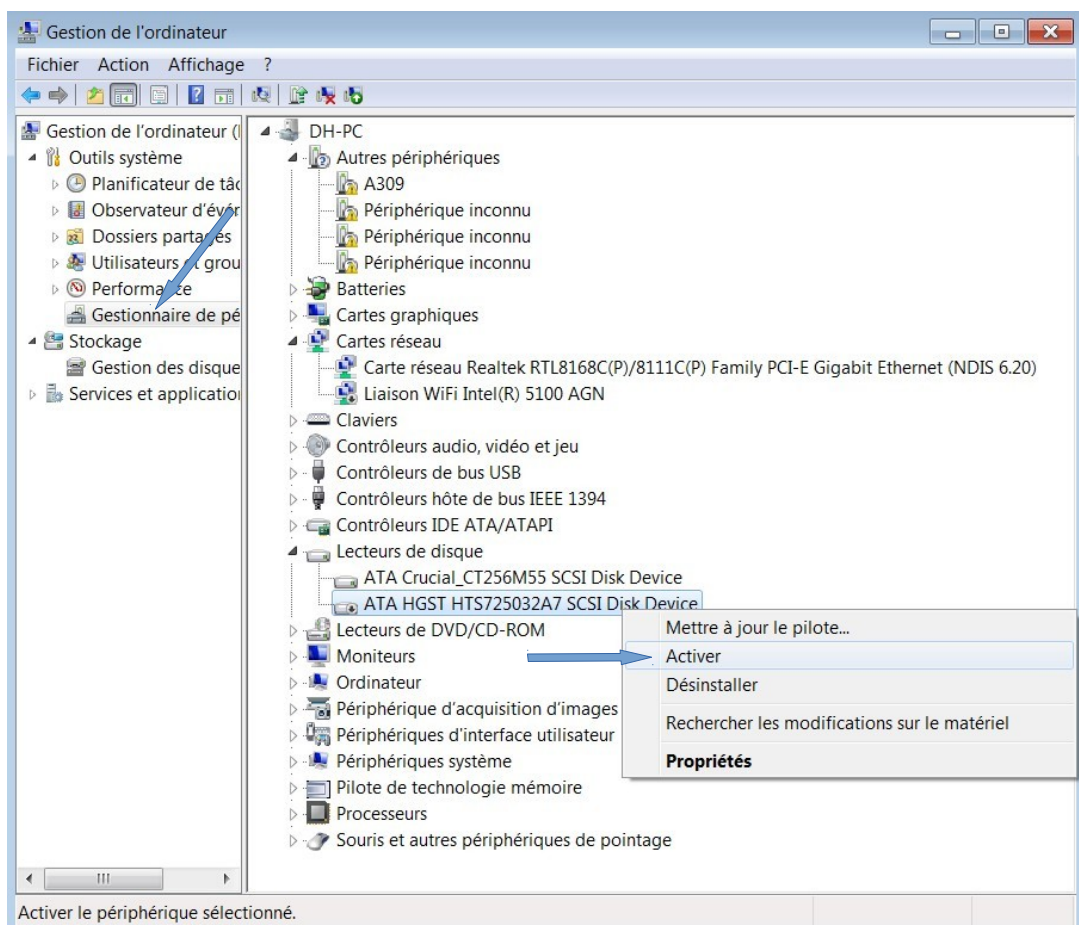 Gestion de l'ordinateur
Fichier Action Affichage ?
Gestion de l'ordinateur (
Outils système
Planificateur de tâc
Observateur d'évér
Dossiers partagés
Utilisateurs et grou
Performance
Gestionnaire de pé
Stockage
Gestion des disque
Services et application
DH-PC
Autres périphériques
A309
Périphérique inconnu
Périphérique inconnu
Périphérique inconnu
Batteries
Cartes graphiques
Cartes réseau
Carte réseau Realtek RTL8168C(P)/8111C(P) Family PCI-E Gigabit Ethernet (NDIS 6.20)
Liaison WiFi Intel(R) 5100 AGN
Claviers
Contrôleurs audio, vidéo et jeu
Contrôleurs de bus USB
Contrôleurs hôte de bus IEEE 1394
Contrôleurs IDE ATA/ATAPI
Lecteurs de disque
ATA Crucial_CT256M55 SCSI Disk Device
ATA HGST HTS725032A7 SCSI Disk Device
Lecteurs de DVD/CD-ROM
Moniteurs
Ordinateur
Périphérique d'acquisition d'images
Périphériques d'interface utilisateur
Périphériques système
Pilote de technologie mémoire
Processeurs
Souris et autres périphériques de pointage
Mettre à jour le pilote...
Activer
Désinstaller
Rechercher les modifications sur le matériel
Propriétés
Activer le périphérique sélectionné.